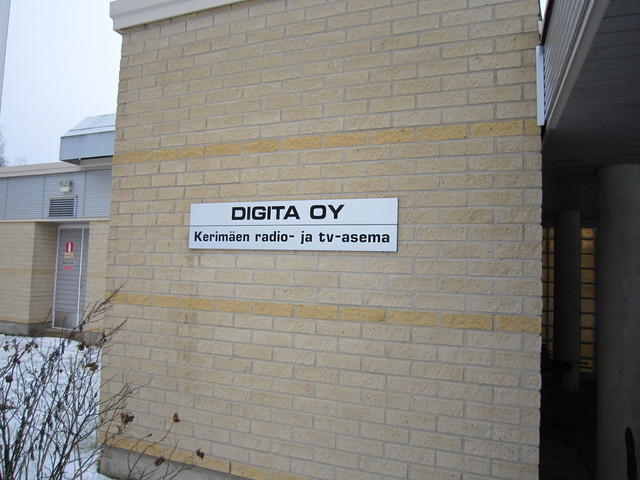 DIGITA OY
Kerimäen radio- ja tv-asema